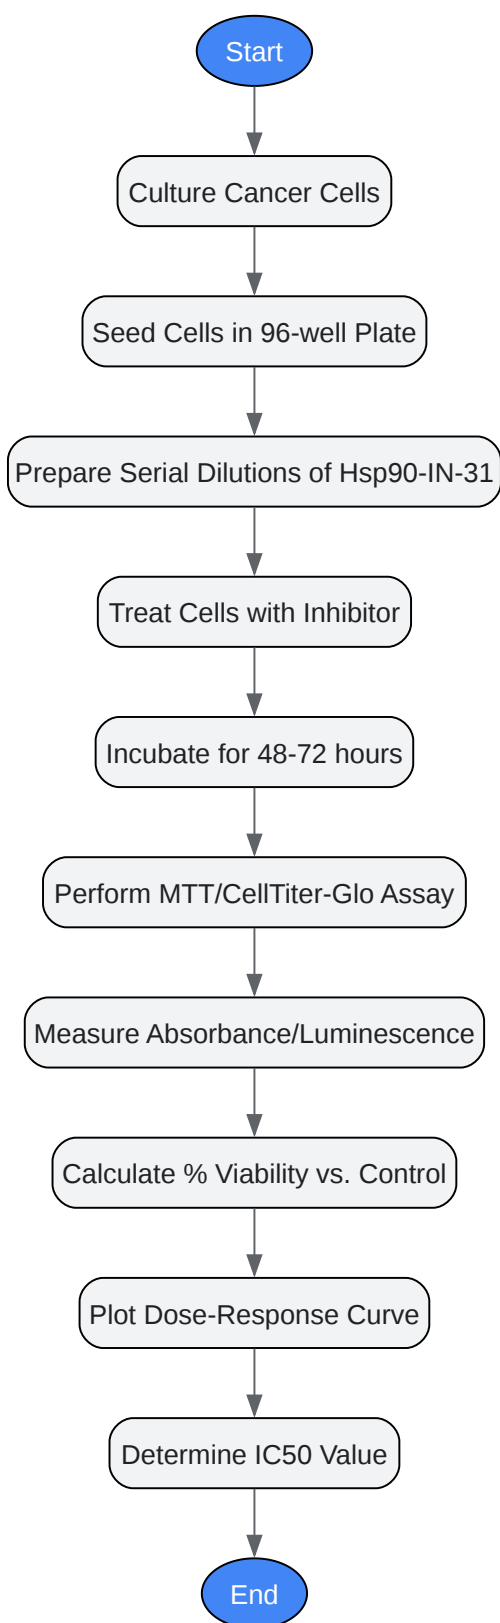 Start
Culture Cancer Cells
Seed Cells in 96-well Plate
Prepare Serial Dilutions of Hsp90-IN-31
Treat Cells with Inhibitor
Incubate for 48-72 hours
Perform MTT/CellTiter-Glo Assay
Measure Absorbance/Luminescence
Calculate % Viability vs. Control
Plot Dose-Response Curve
Determine IC50 Value
End